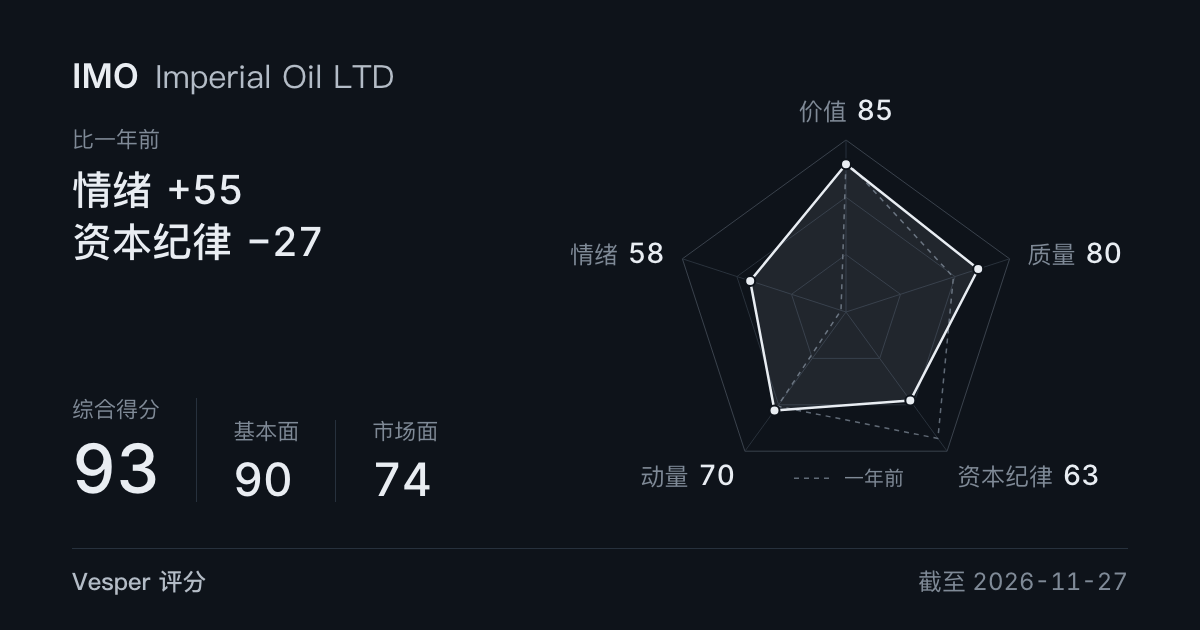 IMO Imperial Oil LTD
比一年前
情绪 +55
资本纪律 −27
综合得分
93
基本面
90
市场面
74
价值 85
情绪 58
质量 80
动量 70
一年前
资本纪律 63
Vesper 评分
截至 2026-11-27